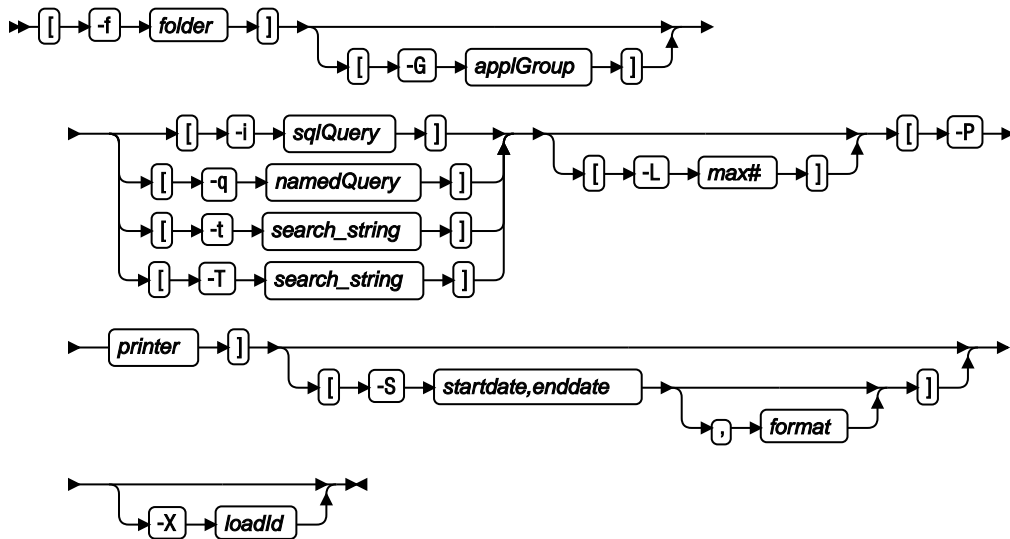 [ -f folder ]
[ -G applGroup ]
[ -i sqlQuery ] [ -P
[ -q namedQuery ] [ -L max# ]
[ -t search_string ]
[ -T search_string ]
printer ]
[ -S startdate,enddate ]
, format
-X loadId